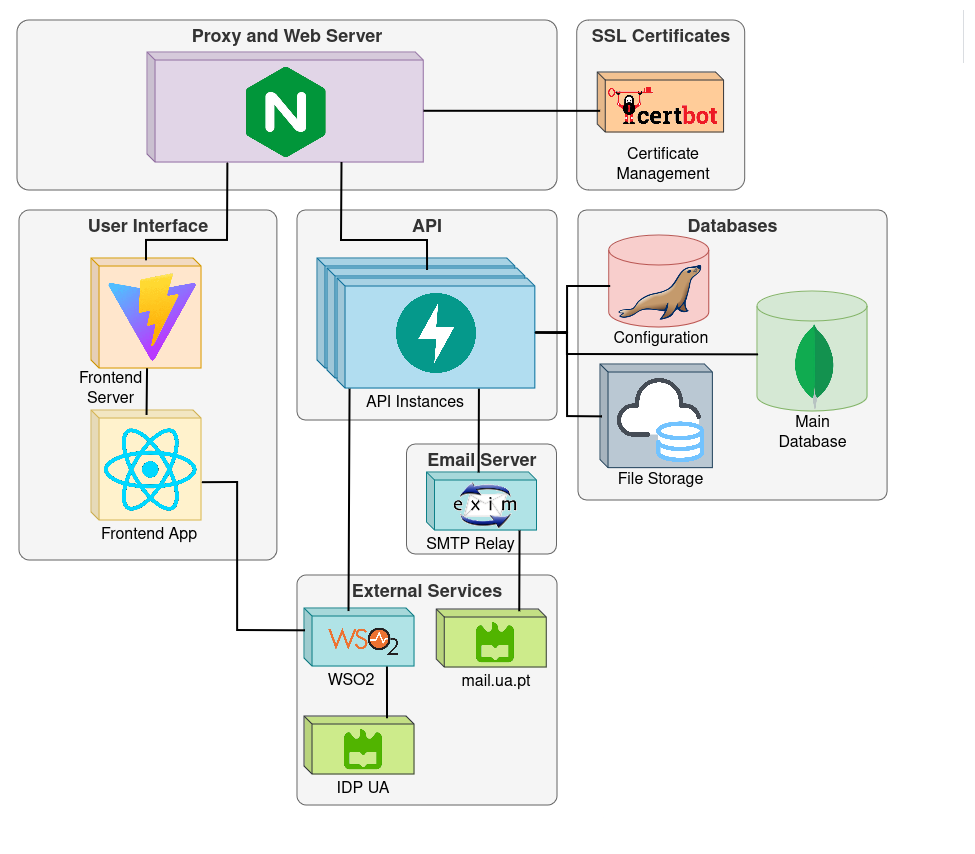 Proxy and Web Server
N
SSL Certificates
certbot
Certificate
Management
User Interface
Frontend
Server
Frontend App
API
API Instances
Databases
Configuration
Main
Database
File Storage
Email Server
exim
SMTP Relay
External Services
WSO2
WSO2
mail.ua.pt
IDP UA